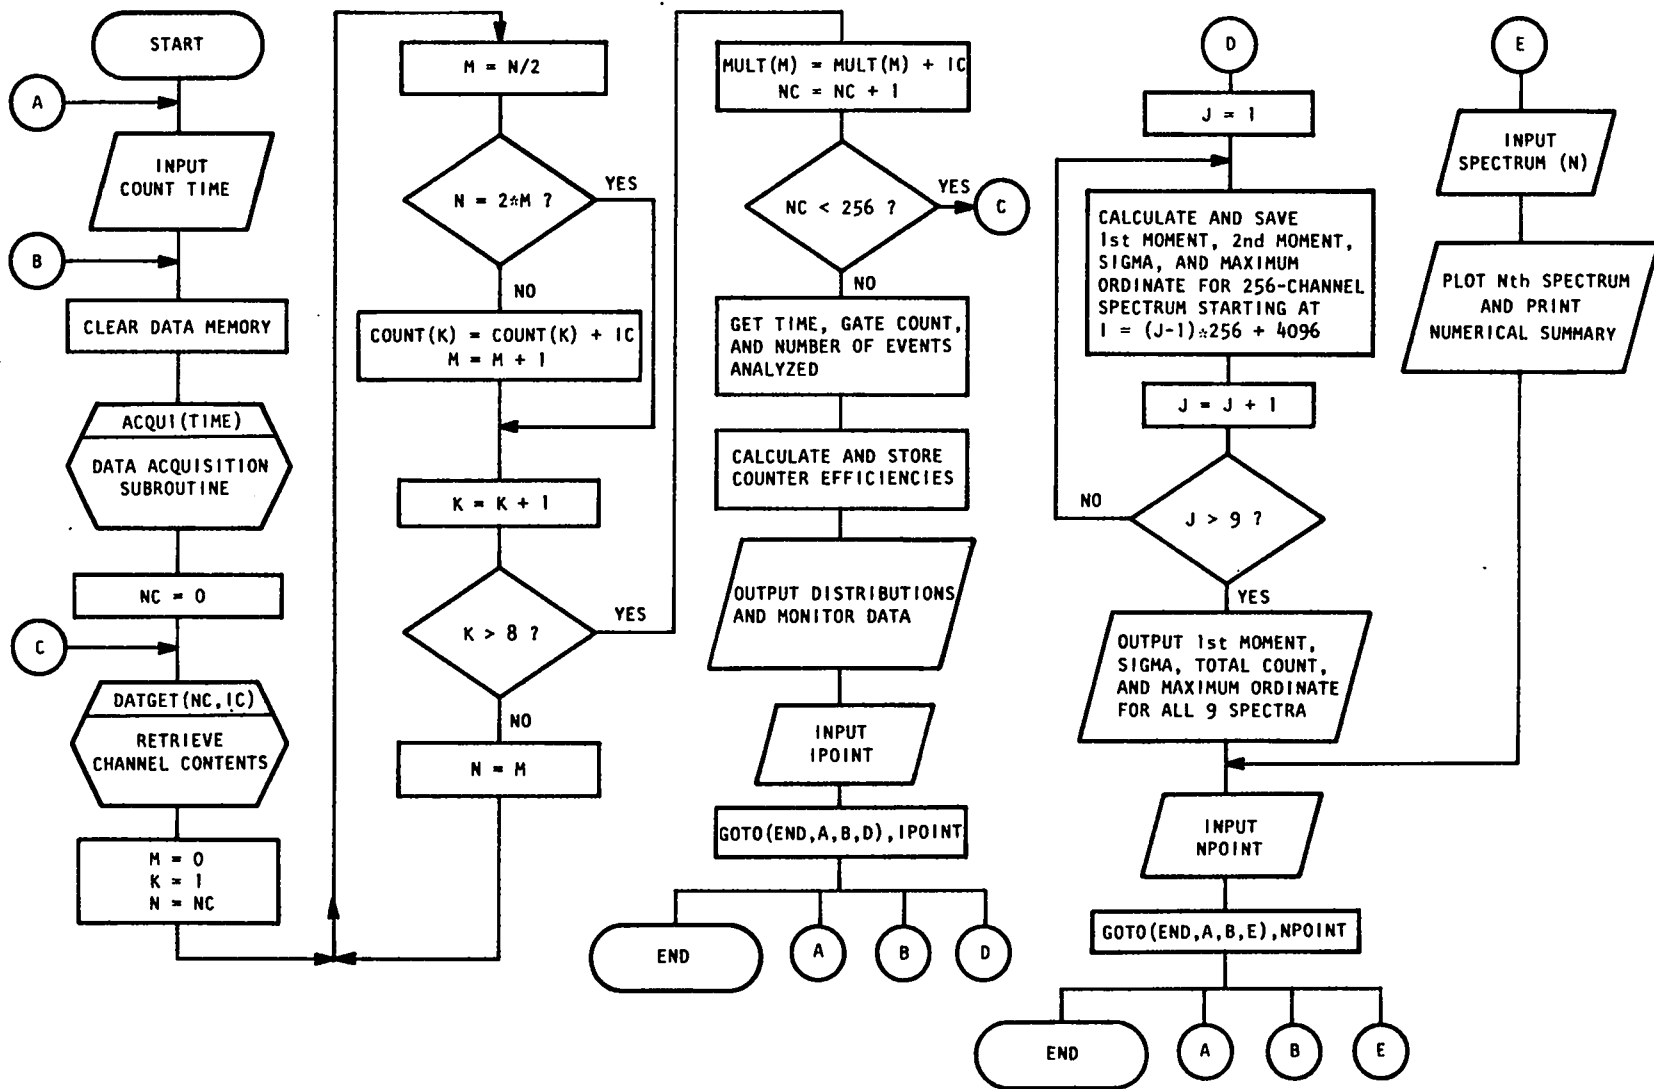 START
A
INPUT
COUNT TIME
B
CLEAR DATA MEMORY
ACQUI(TIME)
DATA ACQUISITION
SUBROUTINE
NC = 0
C
DATGET(NC,IC)
RETRIEVE
CHANNEL CONTENTS
M = 0
K = 1
N = NC
M = N/2
N = 2*M ?
YES
NO
COUNT(K) = COUNT(K) + IC
M = M + 1
K = K + 1
K > 8 ?
YES
NO
N = M
MULT(M) = MULT(M) + IC
NC = NC + 1
NC < 256 ?
YES
C
NO
GET TIME, GATE COUNT,
AND NUMBER OF EVENTS
ANALYZED
CALCULATE AND STORE
COUNTER EFFICIENCIES
OUTPUT DISTRIBUTIONS
AND MONITOR DATA
INPUT
IPOINT
GOTO(END,A,B,D),IPOINT
END
A
B
D
D
J = 1
CALCULATE AND SAVE
1st MOMENT, 2nd MOMENT,
SIGMA, AND MAXIMUM
ORDINATE FOR 256-CHANNEL
SPECTRUM STARTING AT
I = (J-1)*256 + 4096
J = J + 1
NO
J > 9 ?
YES
OUTPUT 1st MOMENT,
SIGMA, TOTAL COUNT,
AND MAXIMUM ORDINATE
FOR ALL 9 SPECTRA
INPUT
NPOINT
GOTO(END,A,B,E),NPOINT
END
A
B
E
E
INPUT
SPECTRUM (N)
PLOT Nth SPECTRUM
AND PRINT
NUMERICAL SUMMARY